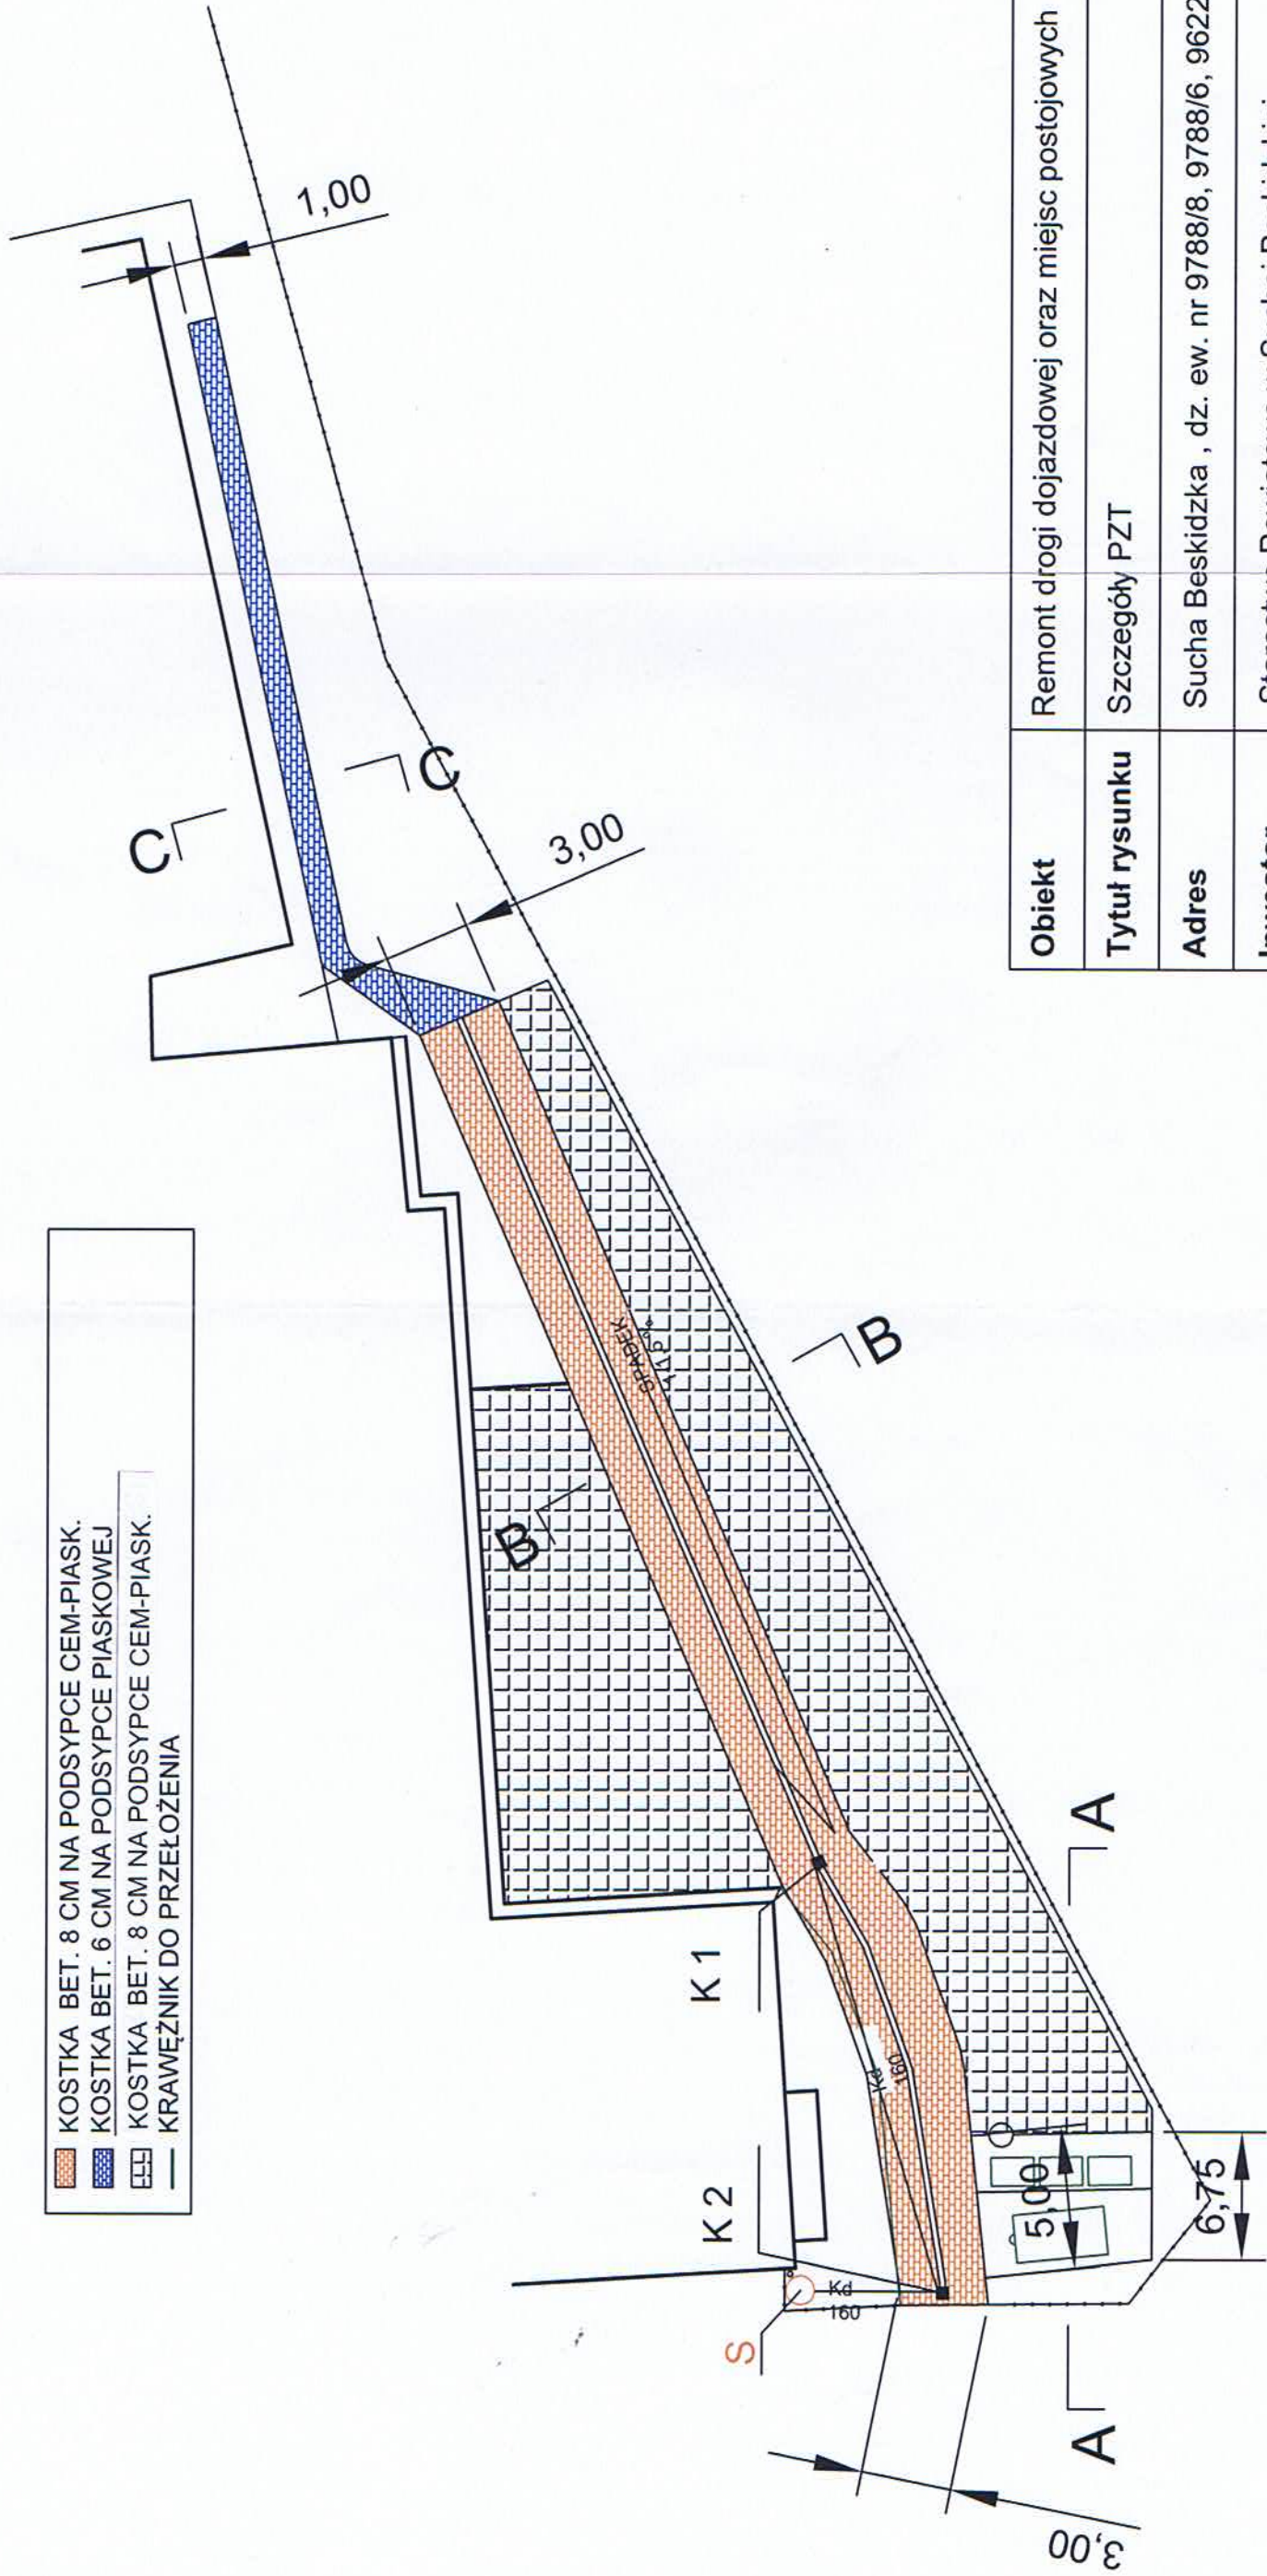 KOSTKA BET. 8 CM NA PODSYPCE CEM-PIASK.
KOSTKA BET. 6 CM NA PODSYPCE PIASKOWEJ
KOSTKA BET. 8 CM NA PODSYPCE CEM-PIASK.
KRAWĘŻNIK DO PRZEŁOŻENIA
1,00
C
C
3,00
B
B
SPADEK
K 1
K 2
Kd
160
Kd
160
S
A
A
5,00
6,75
3,00
Obiekt Remont drogi dojazdowej oraz miejsc postojowych
Tytuł rysunku Szczegóły PZT
Adres Sucha Beskidzka , dz. ew. nr 9788/8, 9788/6, 9622